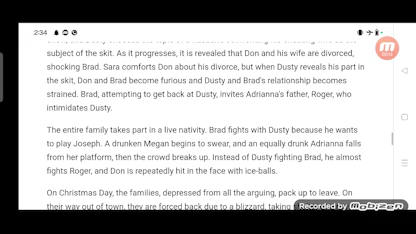 2:34
subject of the skit. As it progresses, it is revealed that Don and his wife are divorced,
shocking Brad. Sara comforts Don about his divorce, but when Dusty reveals his part in
the skit, Don and Brad become furious and Dusty and Brad's relationship becomes
strained. Brad, attempting to get back at Dusty, invites Adrianna's father, Roger, who
intimidates Dusty.
The entire family takes part in a live nativity. Brad fights with Dusty because he wants
to play Joseph. A drunken Megan begins to swear, and an equally drunk Adrianna falls
from her platform, then the crowd breaks up. Instead of Dusty fighting Brad, he almost
fights Roger, and Don is repeatedly hit in the face with ice-balls.
On Christmas Day, the families, depressed from all the arguing, pack up to leave. On
their way out of town, they are forced back due to a blizzard, taking
Recorded by Mobizen